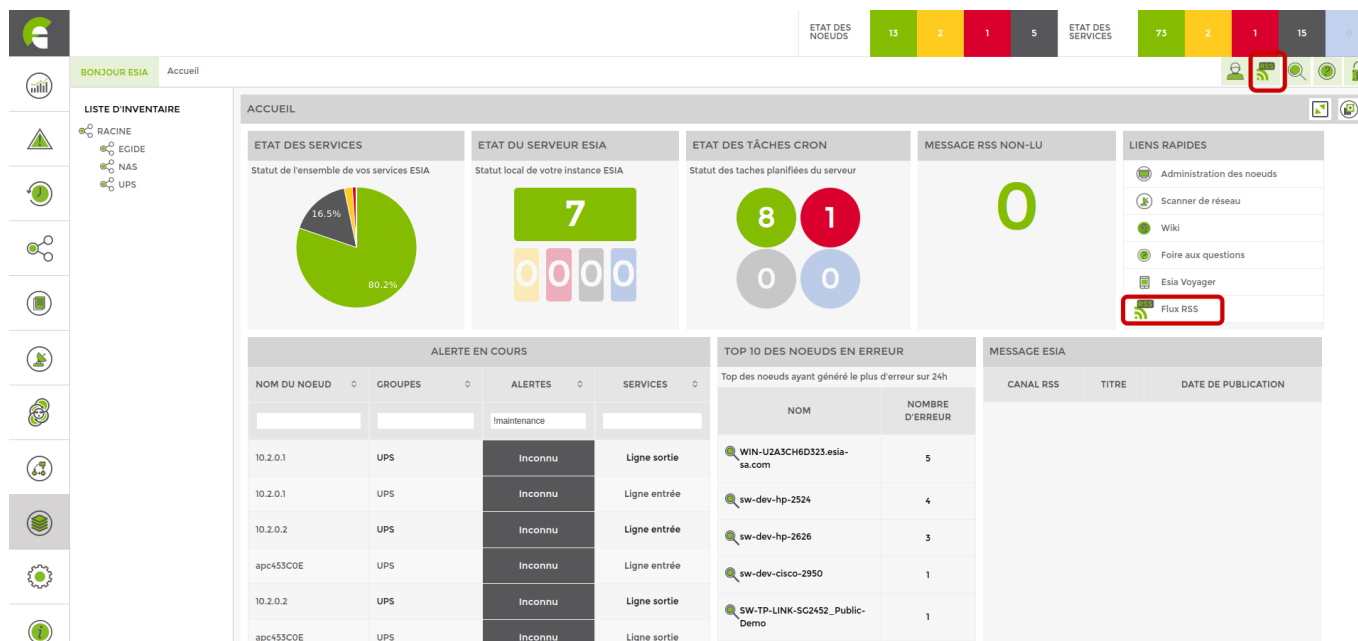 ETAT DES NOEUDS
13 2 1 5
ETAT DES SERVICES
73 2 1 15 0
BONJOUR ESIA Accueil
RSS
LISTE D'INVENTAIRE
RACINE
EGIDE
NAS
UPS
ACCUEIL
ETAT DES SERVICES
Statut de l'ensemble de vos services ESIA
16.5%
80.2%
ETAT DU SERVEUR ESIA
Statut local de votre instance ESIA
7
0 0 0 0
ETAT DES TÂCHES CRON
Statut des taches planifiées du serveur
8 1
0 0
MESSAGE RSS NON-LU
0
LIENS RAPIDES
Administration des noeuds
Scanner de réseau
Wiki
Foire aux questions
Esia Voyager
RSS Flux RSS
ALERTE EN COURS
NOM DU NOEUD GROUPES ALERTES SERVICES
!maintenance
10.2.0.1 UPS Inconnu Ligne sortie
10.2.0.1 UPS Inconnu Ligne entrée
10.2.0.2 UPS Inconnu Ligne entrée
apc453C0E UPS Inconnu Ligne entrée
10.2.0.2 UPS Inconnu Ligne sortie
apc453C0E UPS Inconnu Ligne sortie
TOP 10 DES NOEUDS EN ERREUR
Top des noeuds ayant généré le plus d'erreur sur 24h
NOM NOMBRE
D'ERREUR
WIN-U2A3CH6D323.esia-
sa.com 5
sw-dev-hp-2524 4
sw-dev-hp-2626 3
sw-dev-cisco-2950 1
SW-TP-LINK-SG2452_Public-
Demo 1
MESSAGE ESIA
CANAL RSS TITRE DATE DE PUBLICATION